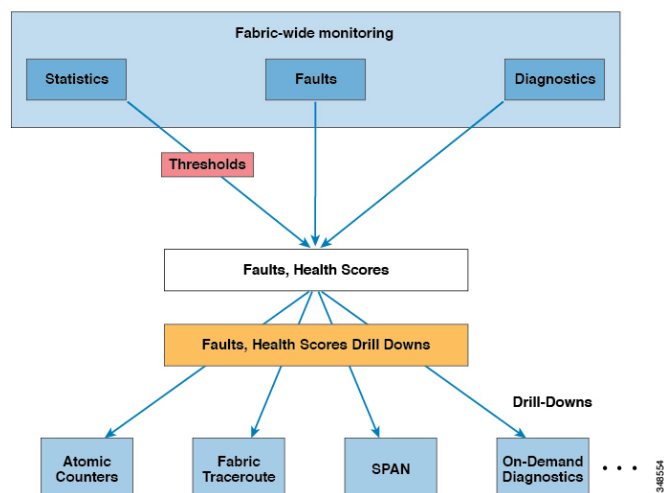 Fabric-wide monitoring
Statistics
Faults
Diagnostics
Thresholds
Faults, Health Scores
Faults, Health Scores Drill Downs
Drill-Downs
Atomic
Counters
Fabric
Traceroute
SPAN
On-Demand
Diagnostics
• • •
348554